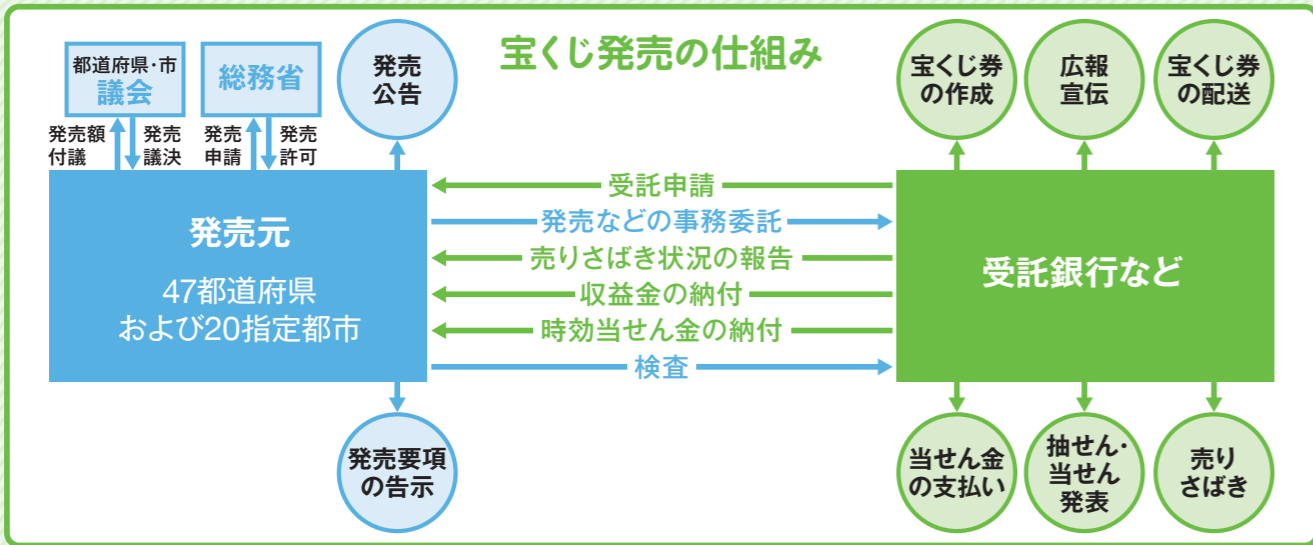 宝くじ発売の仕組み
都道府県・市
議会
総務省
発売
公告
発売額
付議
発売
議決
発売
申請
発売
許可
発売元
47都道府県
および20指定都市
発売要項
の告示
受託申請
発売などの事務委託
売りさばき状況の報告
収益金の納付
時効当せん金の納付
検査
宝くじ券
の作成
広報
宣伝
宝くじ券
の配送
受託銀行など
当せん金
の支払い
抽せん・
当せん
発表
売り
さばき